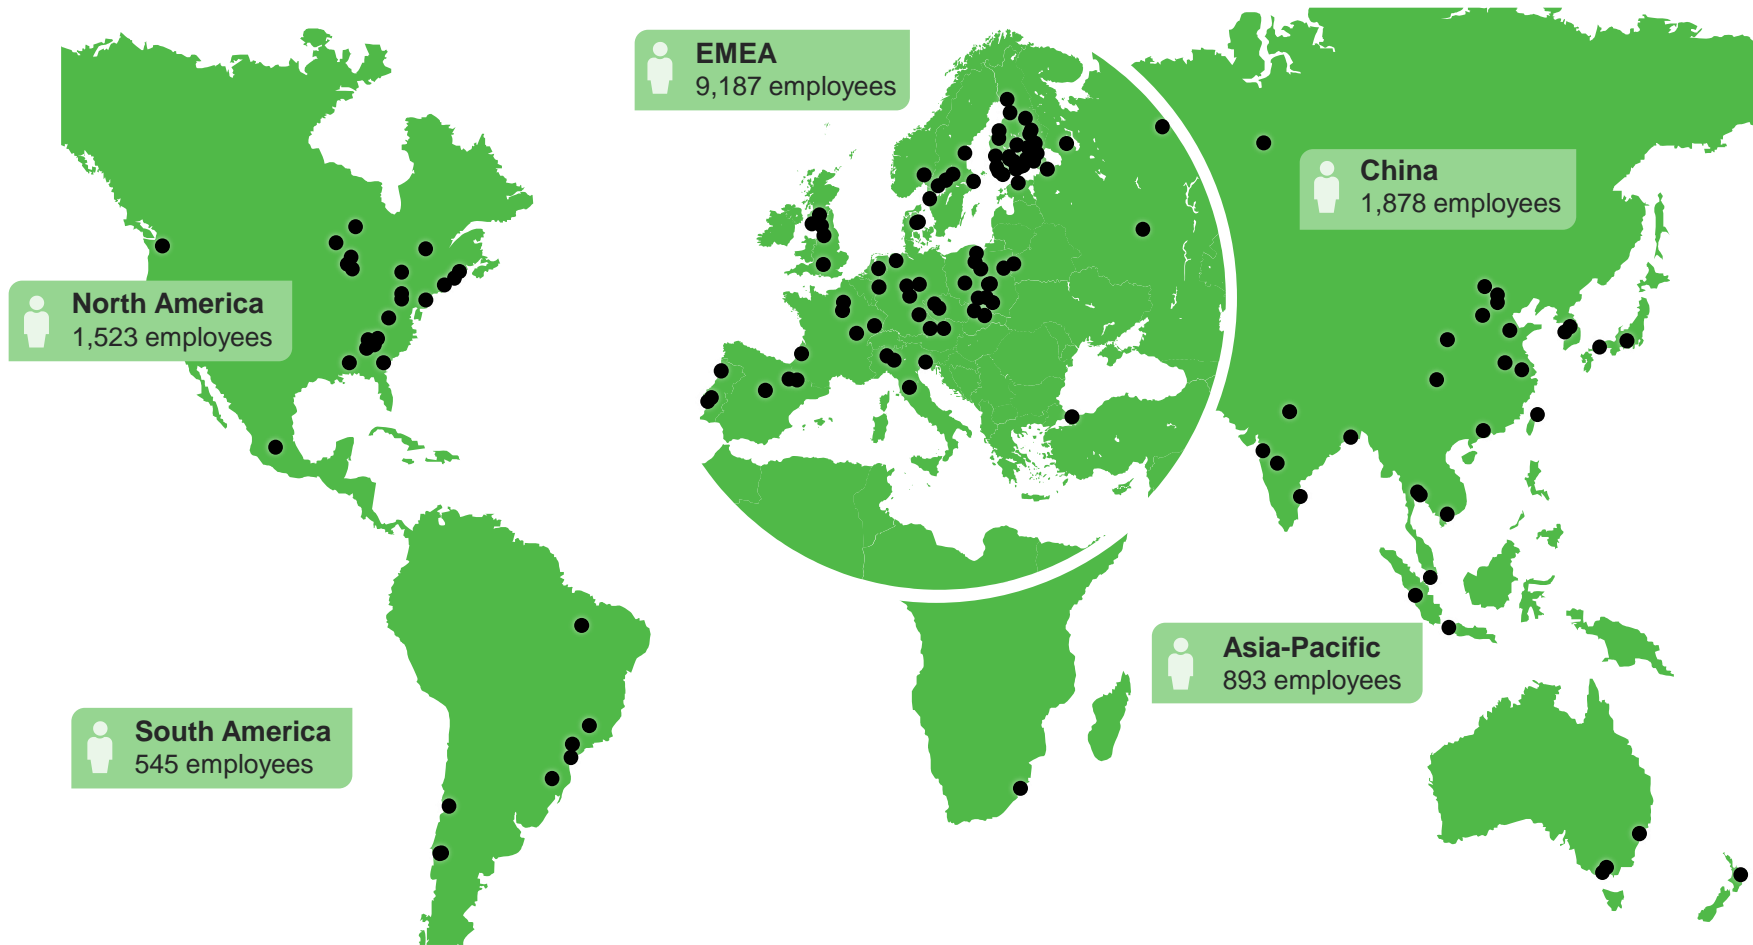 EMEA
9,187 employees
China
1,878 employees
North America
1,523 employees
Asia-Pacific
893 employees
South America
545 employees